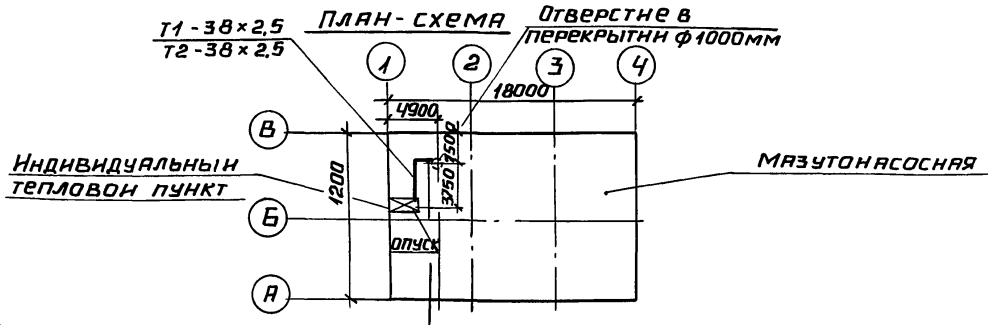 Т1-38×2,5
Т2-38×2,5
ПЛАН-СХЕМА
Отверстие в
перекрытии ф1000мм
1
2
3
4
18000
4900
В
1500
3750
1200
Индивидуальный
тепловой пункт
Мазутонасосная
Б
опуск
А